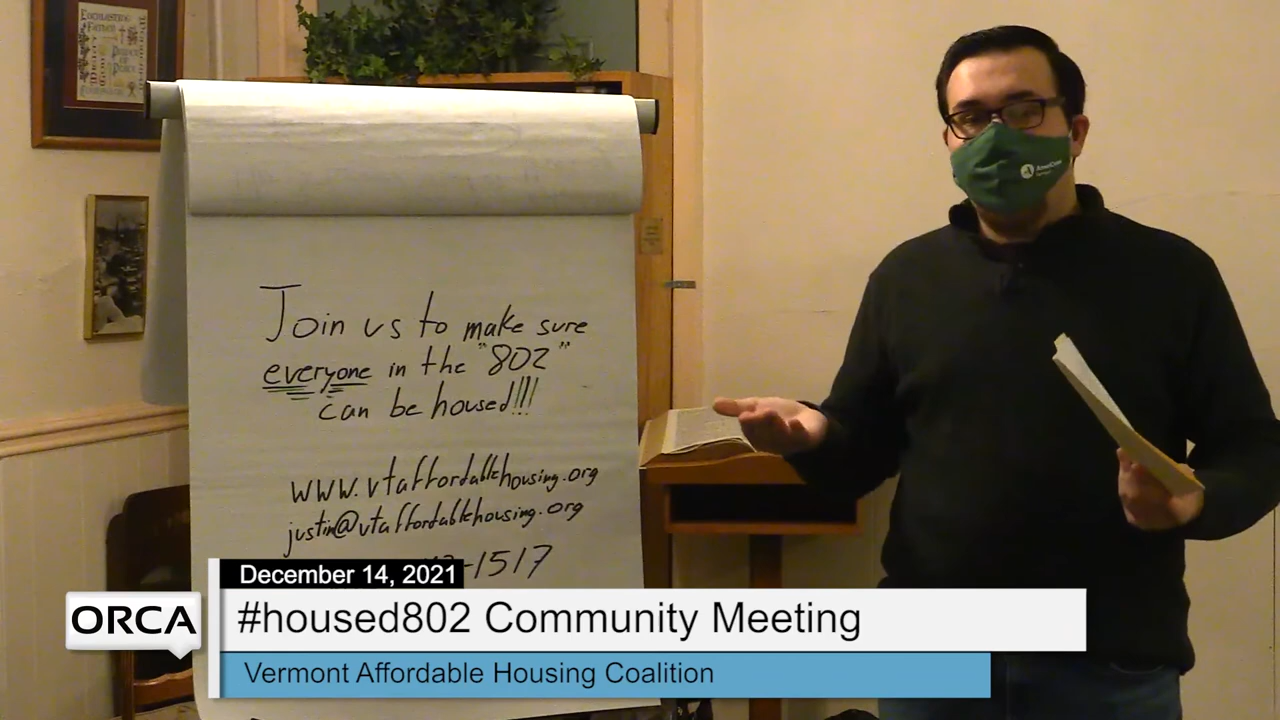 Join us to make sure
everyone in the "802"
can be housed!!!
www.vtaffordablehousing.org
justin@vtaffordablehousing.org
-1517
December 14, 2021
ORCA
#housed802 Community Meeting
Vermont Affordable Housing Coalition